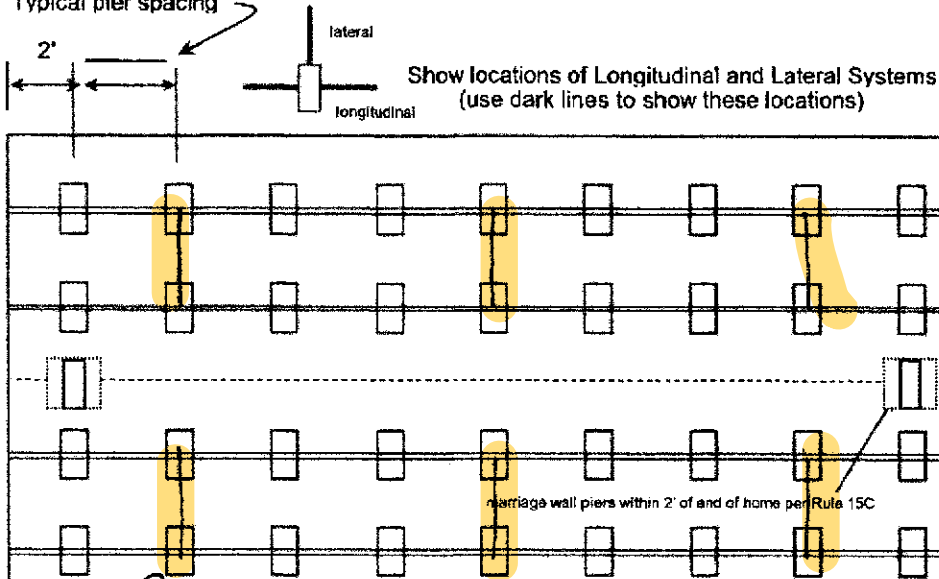 Typical pier spacing
2'
lateral
longitudinal
Show locations of Longitudinal and Lateral Systems
(use dark lines to show these locations)
marriage wall piers within 2' of end of home per Rule 15C